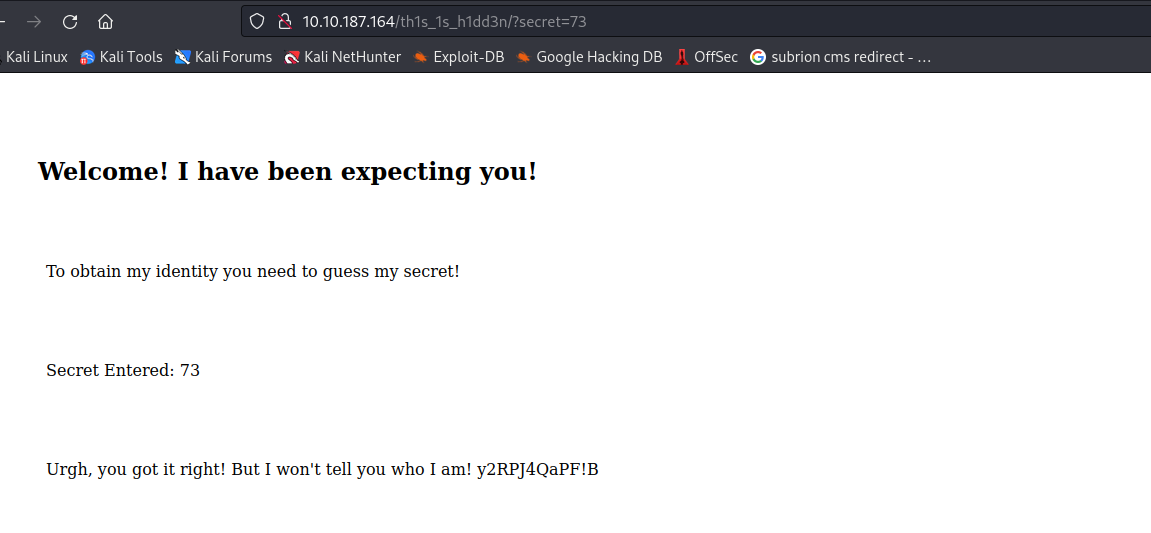 10.10.187.164/th1s_1s_h1dd3n/?secret=73
Kali Linux Kali Tools Kali Forums Kali NetHunter Exploit-DB Google Hacking DB OffSec subrion cms redirect - ...
Welcome! I have been expecting you!
To obtain my identity you need to guess my secret!
Secret Entered: 73
Urgh, you got it right! But I won't tell you who I am! y2RPJ4QaPF!B